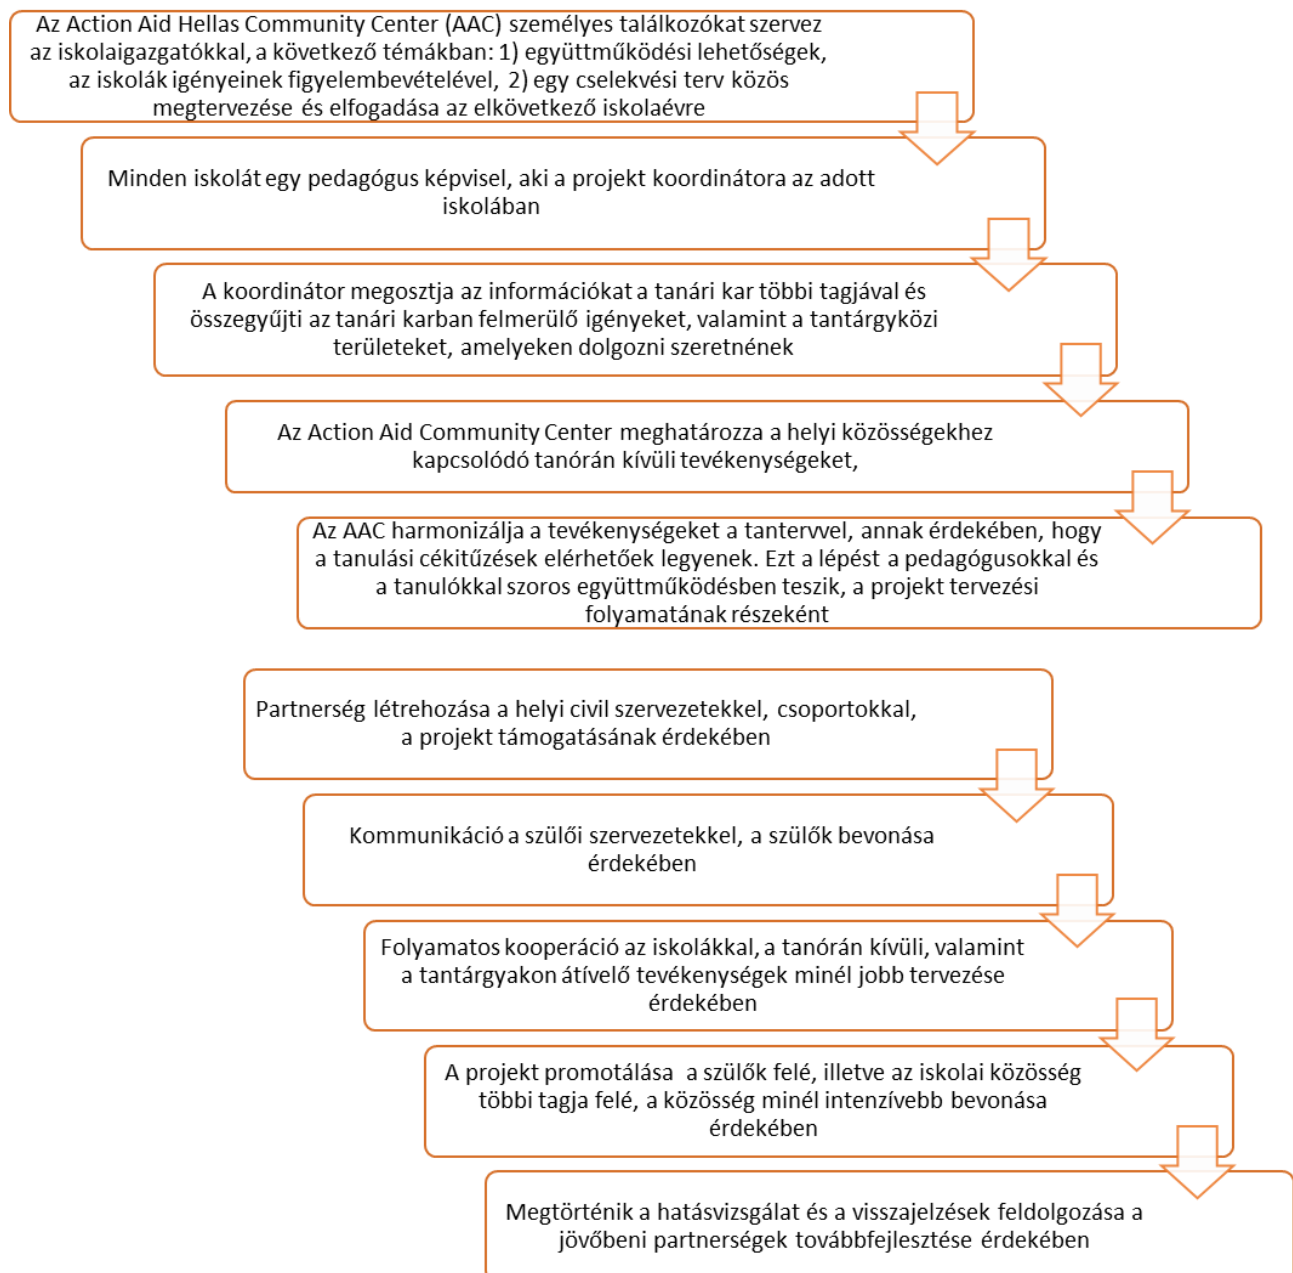 Az Action Aid Hellas Community Center (AAC) személyes találkozókat szervez
az iskolaigazgatókkal, a következő témákban: 1) együttműködési lehetőségek,
az iskolák igényeinek figyelembevételével, 2) egy cselekvési terv közös
megtervezése és elfogadása az elkövetkező iskolaévre
Minden iskolát egy pedagógus képvisel, aki a projekt koordinátora az adott
iskolában
A koordinátor megosztja az információkat a tanári kar többi tagjával és
összegyűjti az tanári karban felmerülő igényeket, valamint a tantárgyközi
területeket, amelyeken dolgozni szeretnének
Az Action Aid Community Center meghatározza a helyi közösségekhez
kapcsolódó tanórán kívüli tevékenységeket,
Az AAC harmonizálja a tevékenységeket a tantervvel, annak érdekében, hogy
a tanulási cékitűzések elérhetőek legyenek. Ezt a lépést a pedagógusokkal és
a tanulókkal szoros együttműködésben teszik, a projekt tervezési
folyamatának részeként
Partnerség létrehozása a helyi civil szervezetekkel, csoportokkal,
a projekt támogatásának érdekében
Kommunikáció a szülői szervezetekkel, a szülők bevonása
érdekében
Folyamatos kooperáció az iskolákkal, a tanórán kívüli, valamint
a tantárgyakon átívelő tevékenységek minél jobb tervezése
érdekében
A projekt promotálása a szülők felé, illetve az iskolai közösség
többi tagja felé, a közösség minél intenzívebb bevonása
érdekében
Megtörténik a hatásvizsgálat és a visszajelzések feldolgozása a
jövőbeni partnerségek továbbfejlesztése érdekében